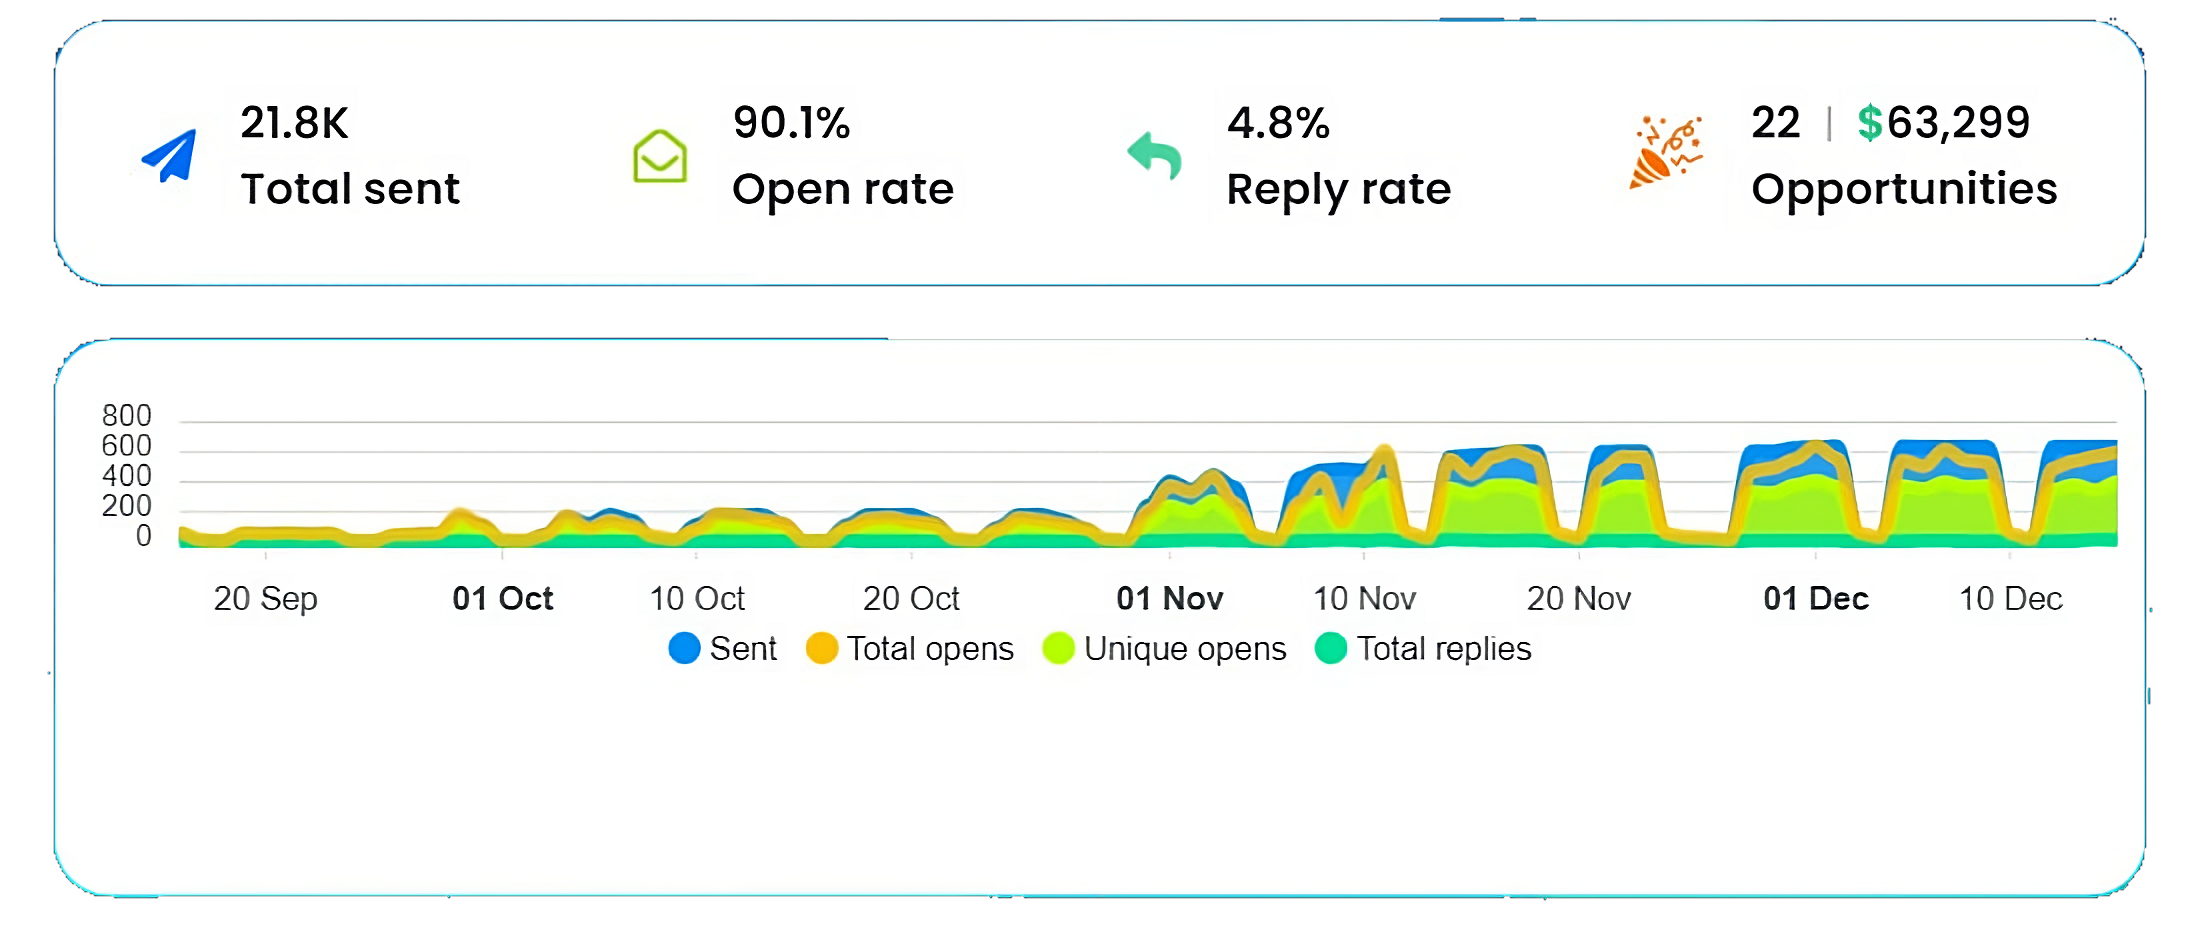 21.8K
Total sent
90.1%
Open rate
4.8%
Reply rate
22 | $63,299
Opportunities
800
600
400
200
0
20 Sep 01 Oct 10 Oct 20 Oct 01 Nov 10 Nov 20 Nov 01 Dec 10 Dec
Sent Total opens Unique opens Total replies